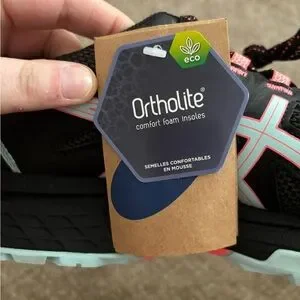 eco
Ortholite®
comfort foam insoles
SEMELLES CONFORTABLES
EN MOUSSE